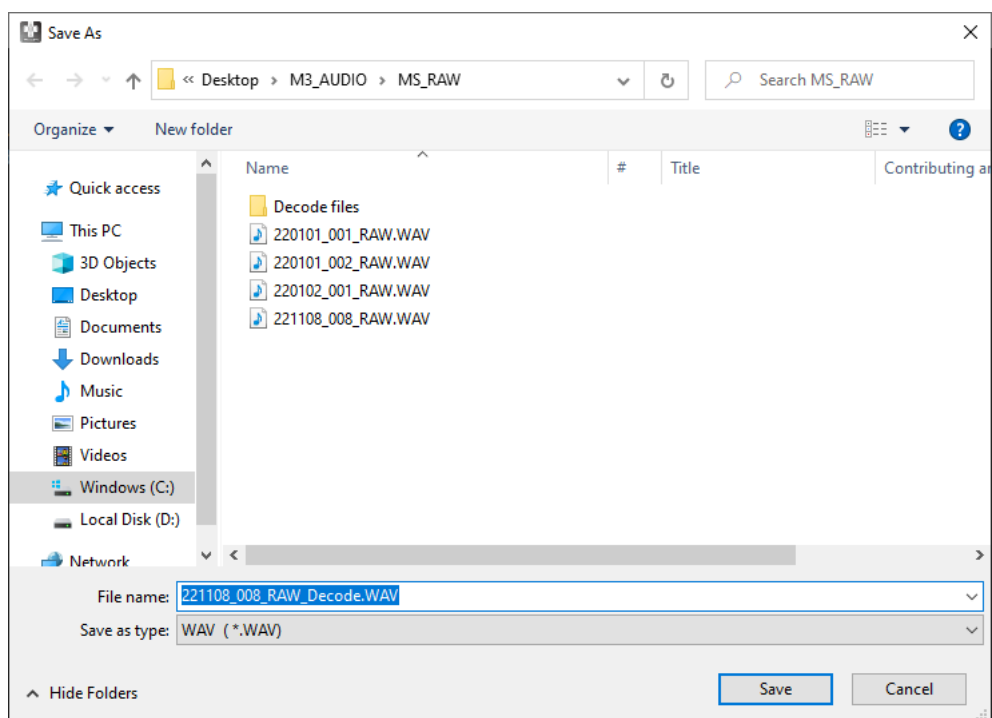 Save As
« Desktop › M3_AUDIO › MS_RAW
Search MS_RAW
Organize
New folder
?
Name
#
Title
Contributing ar
Quick access
This PC
3D Objects
Desktop
Documents
Downloads
Music
Pictures
Videos
Windows (C:)
Local Disk (D:)
Network
Decode files
220101_001_RAW.WAV
220101_002_RAW.WAV
220102_001_RAW.WAV
221108_008_RAW.WAV
File name: 221108_008_RAW_Decode.WAV
Save as type: WAV ( *.WAV)
Hide Folders
Save
Cancel